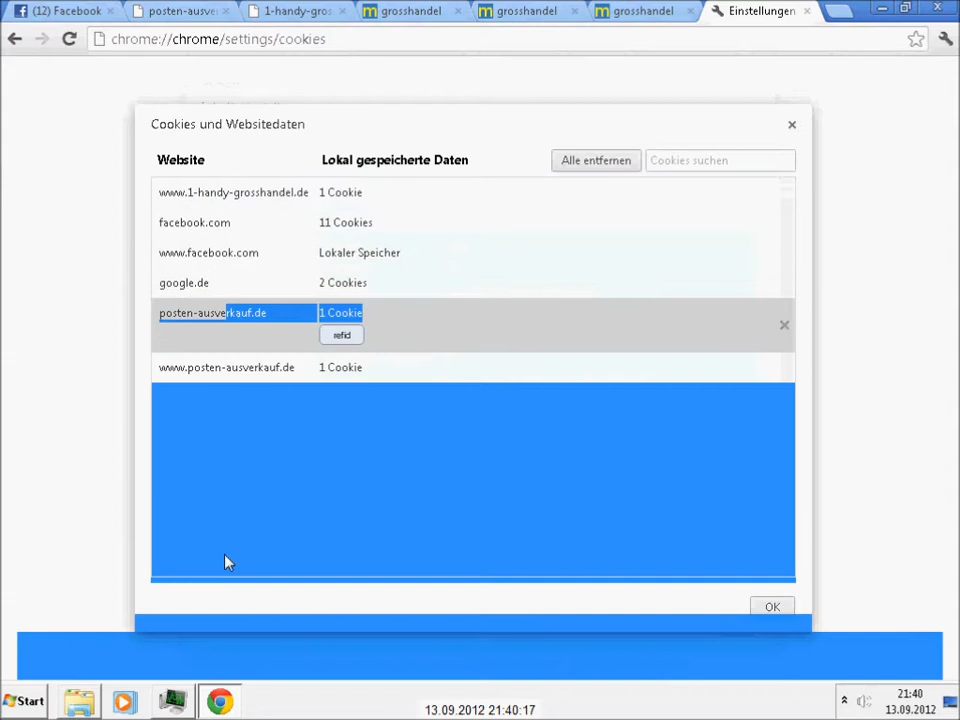 (12) Facebook
posten-ausve
1-handy-gros
grosshandel
grosshandel
grosshandel
Einstellungen
chrome://chrome/settings/cookies
Cookies und Websitedaten
Website
Lokal gespeicherte Daten
Alle entfernen
Cookies suchen
www.1-handy-grosshandel.de 1 Cookie
facebook.com 11 Cookies
www.facebook.com Lokaler Speicher
google.de 2 Cookies
posten-ausverkauf.de 1 Cookie
refid
www.posten-ausverkauf.de 1 Cookie
OK
Start
13.09.2012 21:40:17
21:40
13.09.2012